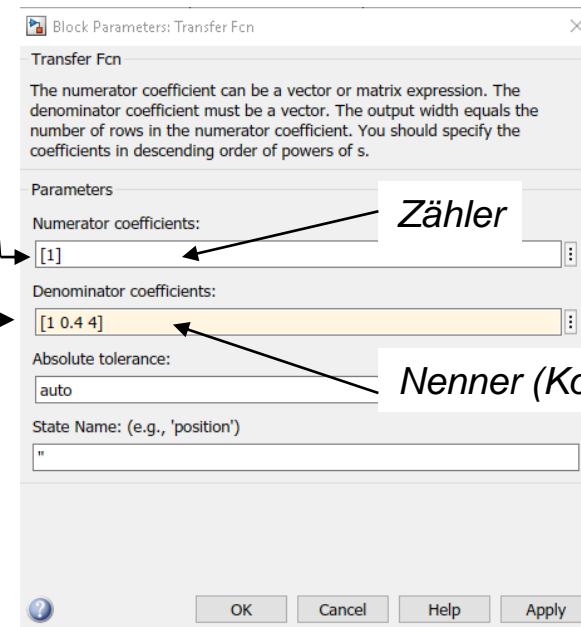 Block Parameters: Transfer Fcn
Transfer Fcn
The numerator coefficient can be a vector or matrix expression. The
denominator coefficient must be a vector. The output width equals the
number of rows in the numerator coefficient. You should specify the
coefficients in descending order of powers of s.
Parameters
Numerator coefficients:
Zähler
[1]
Denominator coefficients:
[1 0.4 4]
Absolute tolerance:
auto
Nenner (Ko
State Name: (e.g., 'position')
''
OK Cancel Help Apply